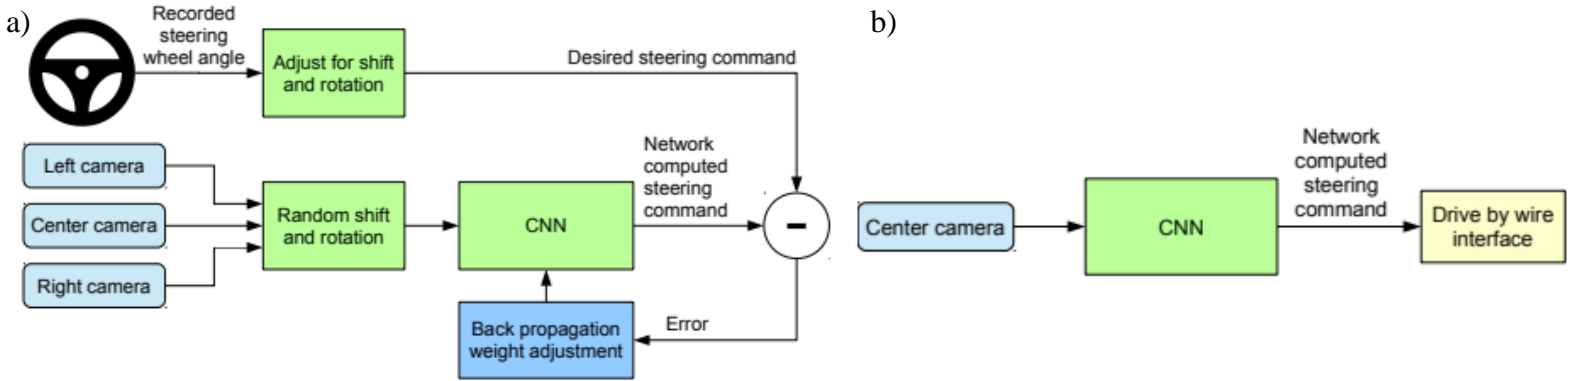 a)
Recorded
steering
wheel angle
Adjust for shift
and rotation
Desired steering command
Left camera
Center camera
Right camera
Random shift
and rotation
CNN
Network
computed
steering
command
-
Back propagation
weight adjustment
Error
b)
Center camera
CNN
Network
computed
steering
command
Drive by wire
interface